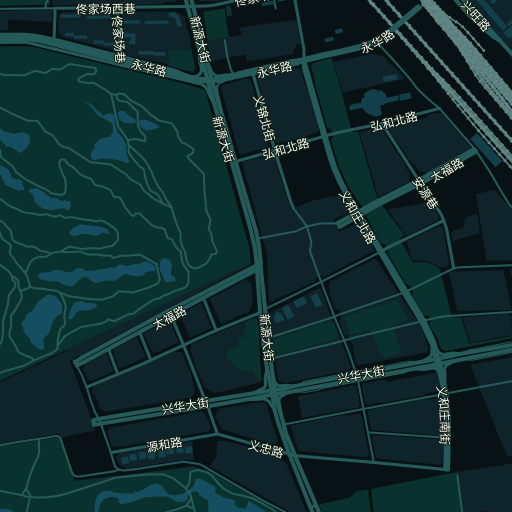 佟家场西巷
佟家
兴旺路
佟家场巷
新源大街
永华路
永华路
永华路
义锦北街
弘和北路
新源大街
弘和北路
太福路
安源巷
义和庄北路
太福路
新源大街
兴华大街
兴华大街
义和庄南街
源和路
义忠路